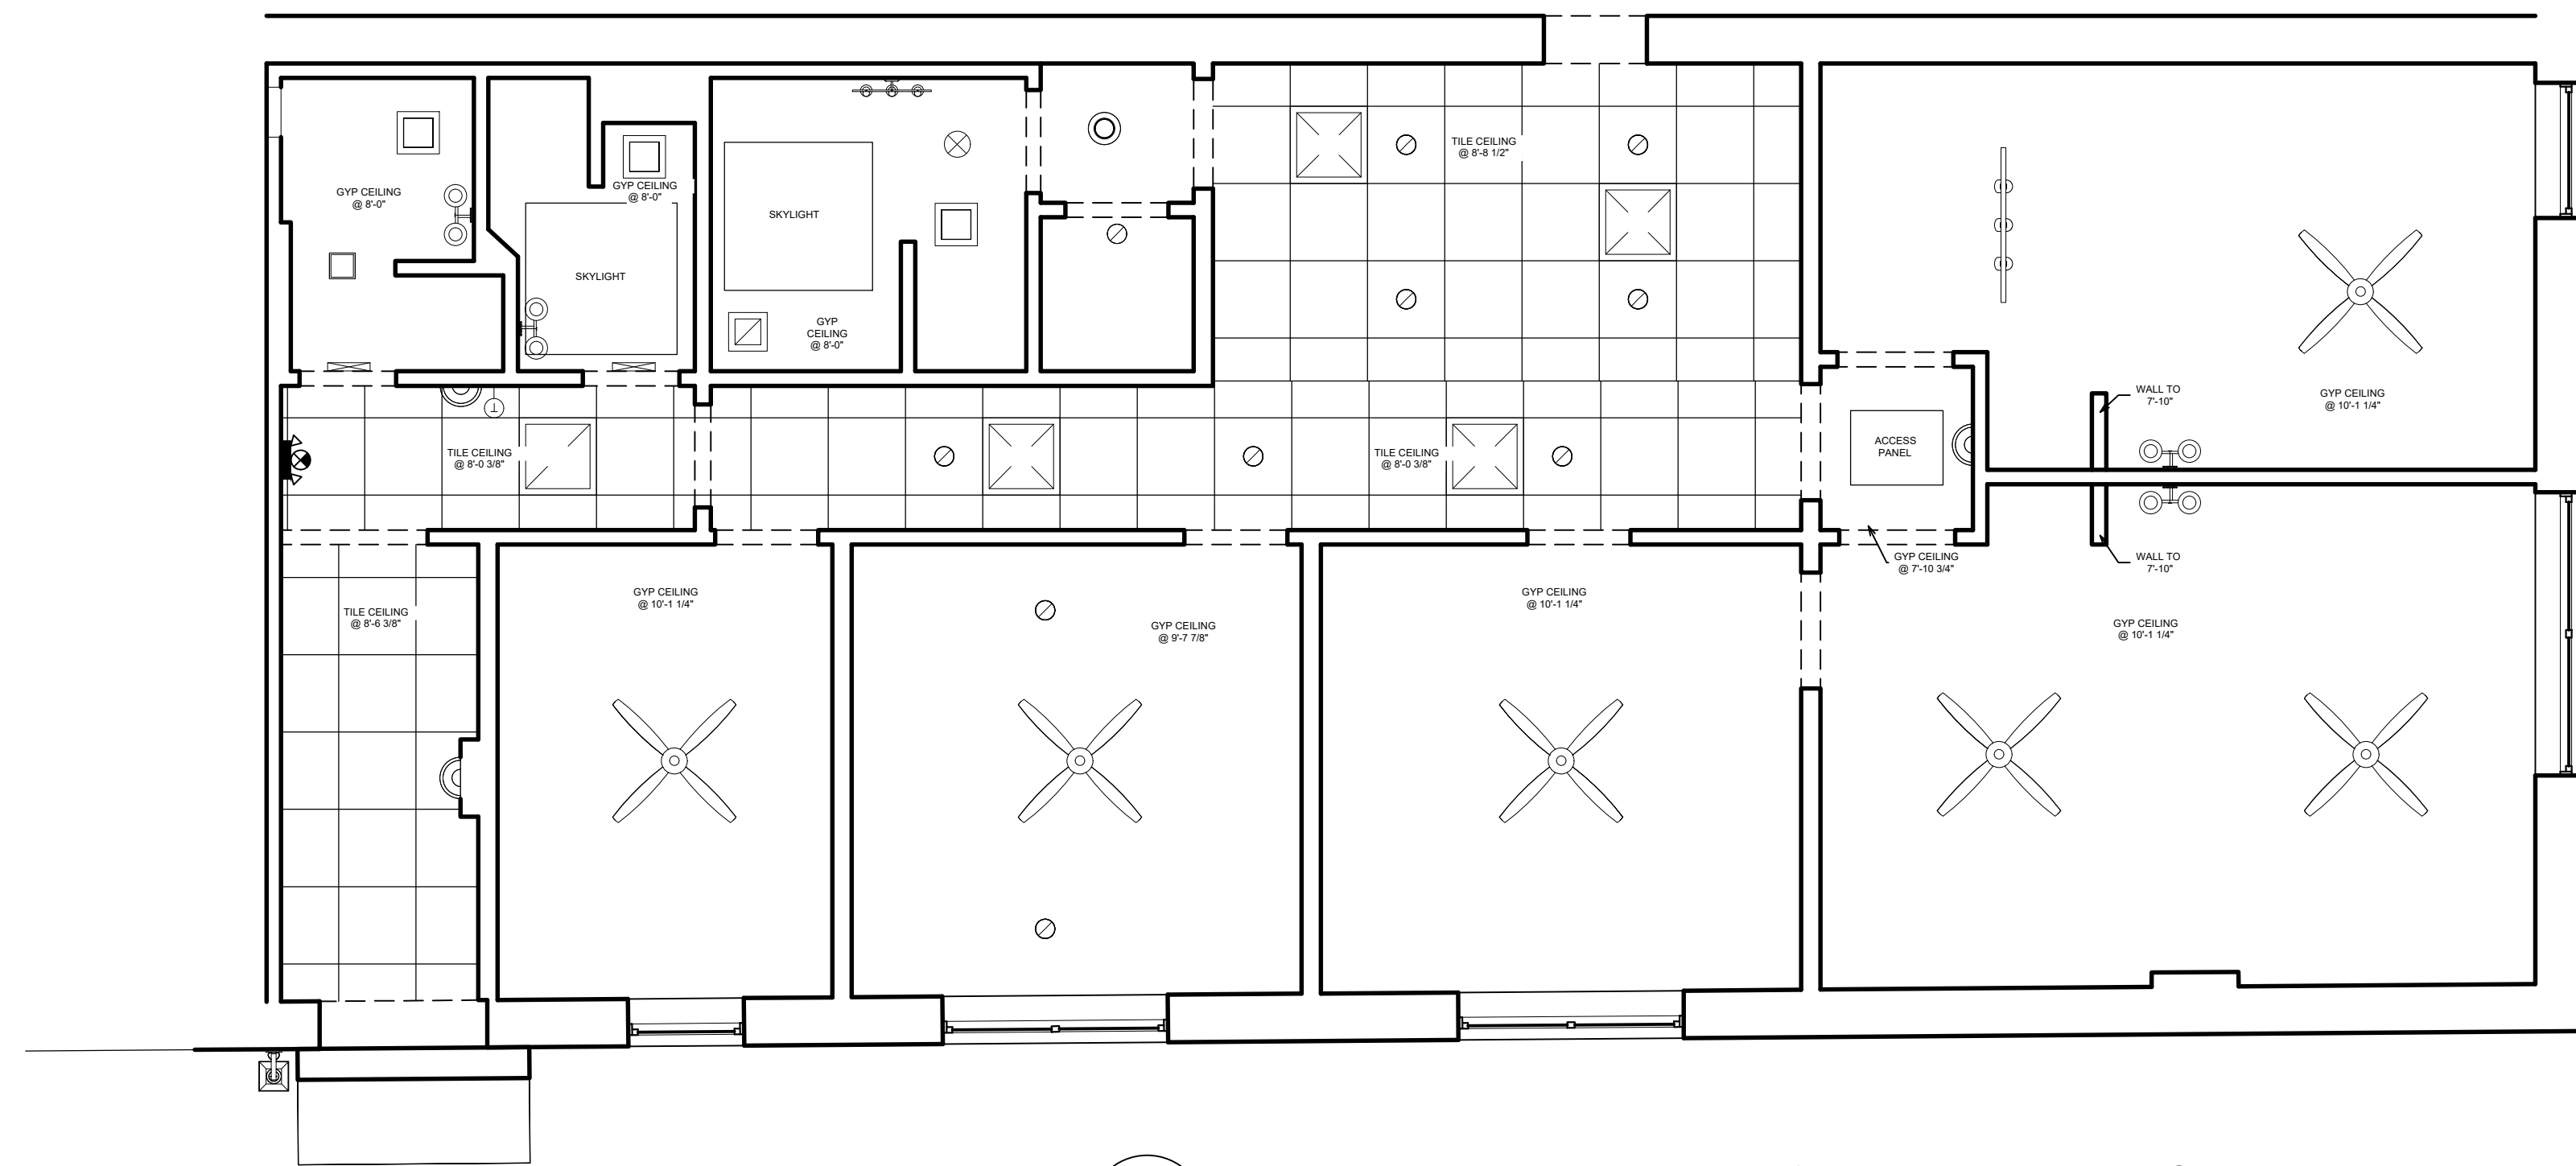 TILE CEILING
@ 8'-8 1/2"
GYP CEILING
@ 8'-0"
GYP CEILING
@ 8'-0"
SKYLIGHT
SKYLIGHT
GYP
CEILING
@ 8'-0"
WALL TO
7'-10"
GYP CEILING
@ 10'-1 1/4"
TILE CEILING
@ 8'-0 3/8"
TILE CEILING
@ 8'-0 3/8"
ACCESS
PANEL
GYP CEILING
@ 7'-10 3/4"
WALL TO
7'-10"
TILE CEILING
@ 8'-6 3/8"
GYP CEILING
@ 10'-1 1/4"
GYP CEILING
@ 9'-7 7/8"
GYP CEILING
@ 10'-1 1/4"
GYP CEILING
@ 10'-1 1/4"